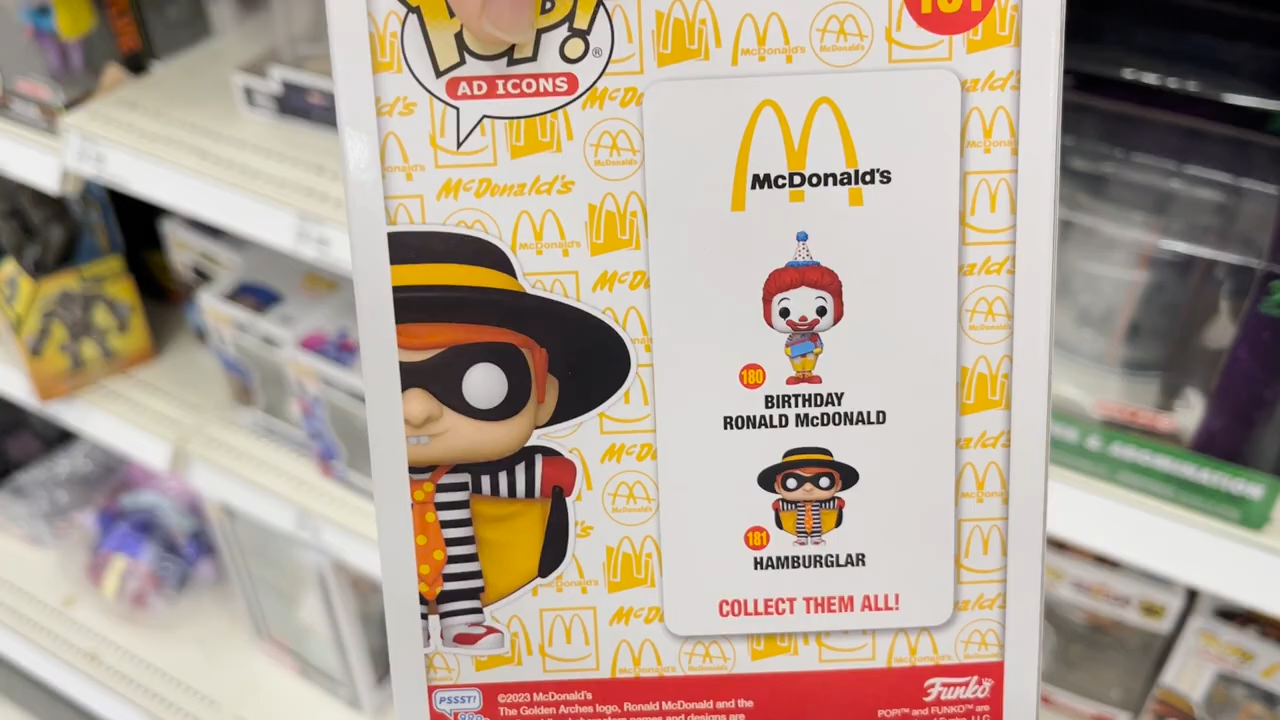 POP!
AD ICONS
181
McDonald's
McDonald's
180
BIRTHDAY
RONALD McDONALD
181
HAMBURGLAR
COLLECT THEM ALL!
PSSST!
©2023 McDonald's
The Golden Arches logo, Ronald McDonald and the
Funko
POP!™ and FUNKO™ are